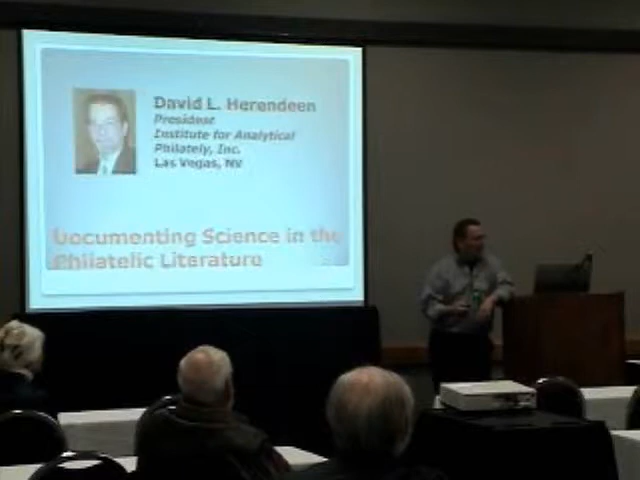 David L. Herendeen
President
Institute for Analytical
Philately, Inc.
Las Vegas, NV
Documenting Science in the
Philatelic Literature